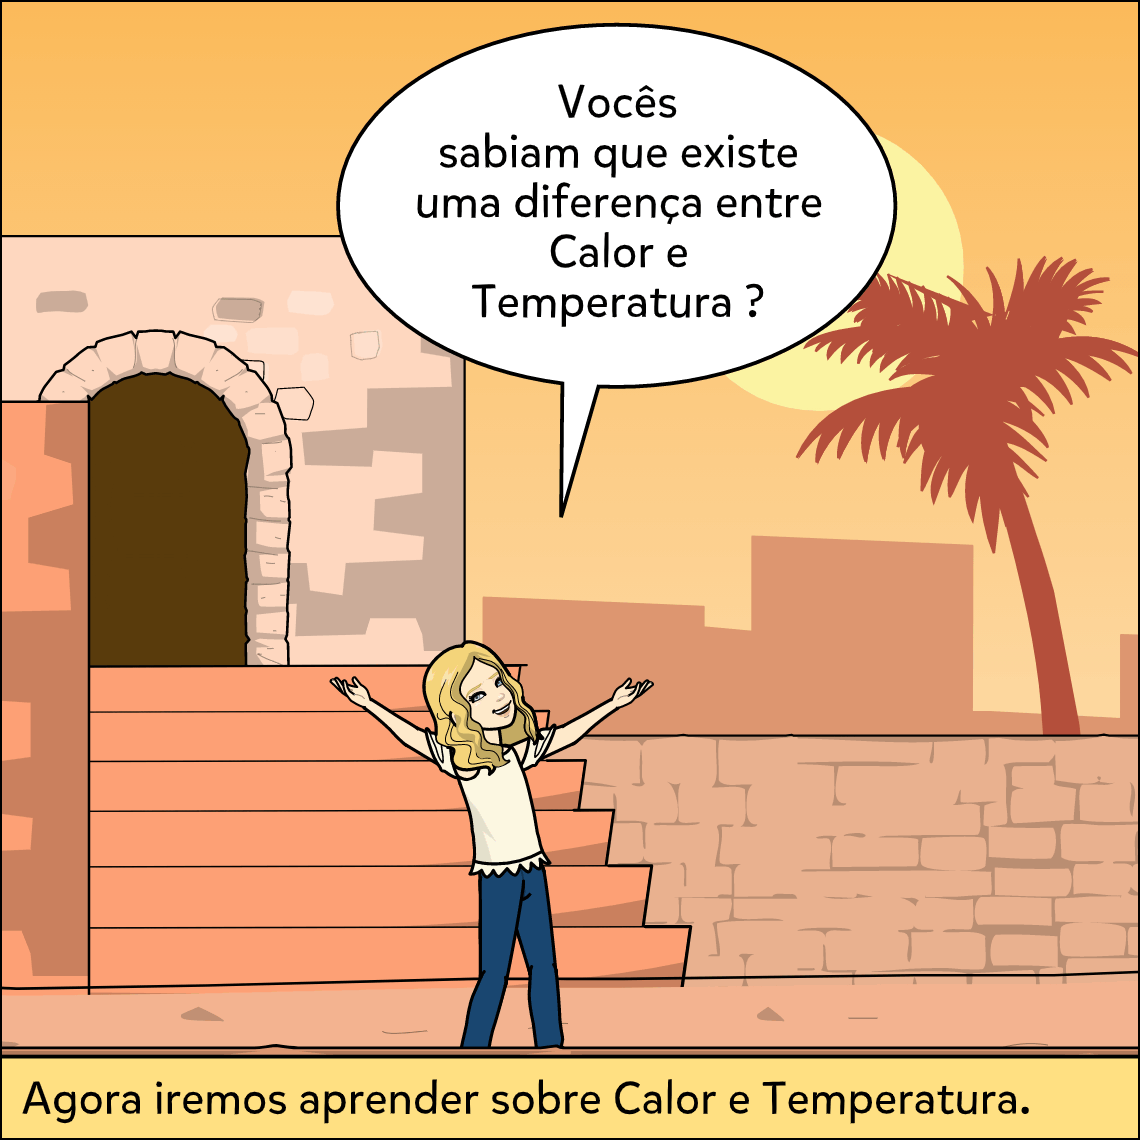 Vocês
sabiam que existe
uma diferença entre
Calor e
Temperatura ?
Agora iremos aprender sobre Calor e Temperatura.